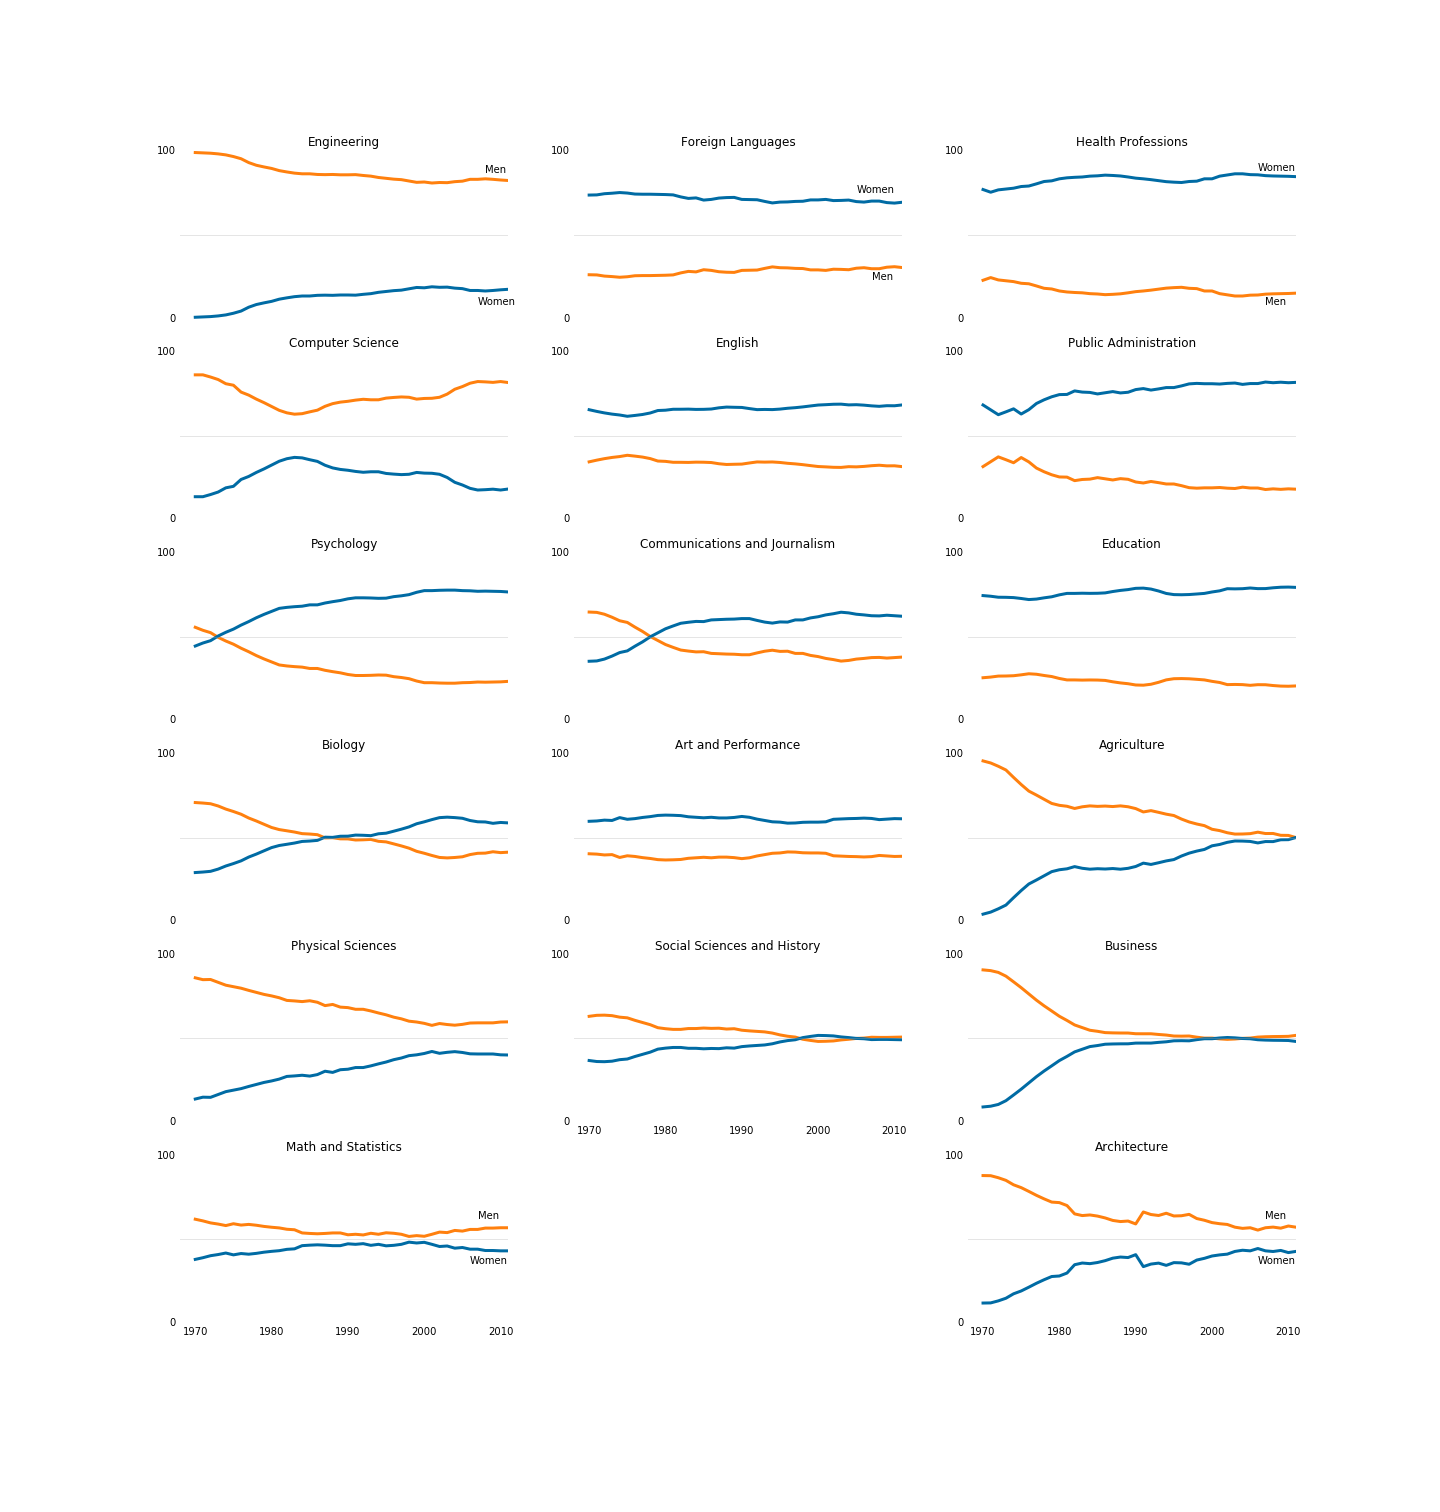 Engineering
100
Men
Women
0
Foreign Languages
100
Women
Men
0
Health Professions
100
Women
Men
0
Computer Science
100
0
English
100
0
Public Administration
100
0
Psychology
100
0
Communications and Journalism
100
0
Education
100
0
Biology
100
0
Art and Performance
100
0
Agriculture
100
0
Physical Sciences
100
0
Social Sciences and History
100
0
1970 1980 1990 2000 2010
Business
100
0
Math and Statistics
100
Men
Women
0
1970 1980 1990 2000 2010
Architecture
100
Men
Women
0
1970 1980 1990 2000 2010